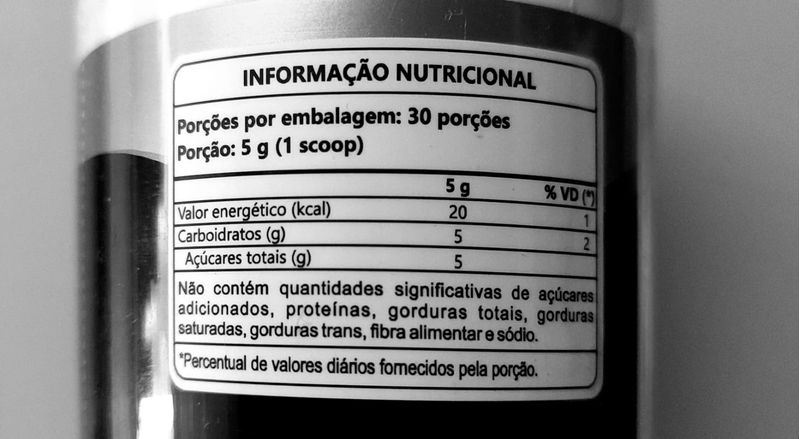 INFORMAÇÃO NUTRICIONAL
Porções por embalagem: 30 porções
Porção: 5 g (1 scoop)
5 g % VD (*)
Valor energético (kcal) 20 1
Carboidratos (g) 5 2
Açúcares totais (g) 5
Não contém quantidades significativas de açúcares
adicionados, proteínas, gorduras totais, gorduras
saturadas, gorduras trans, fibra alimentar e sódio.
*Percentual de valores diários fornecidos pela porção.